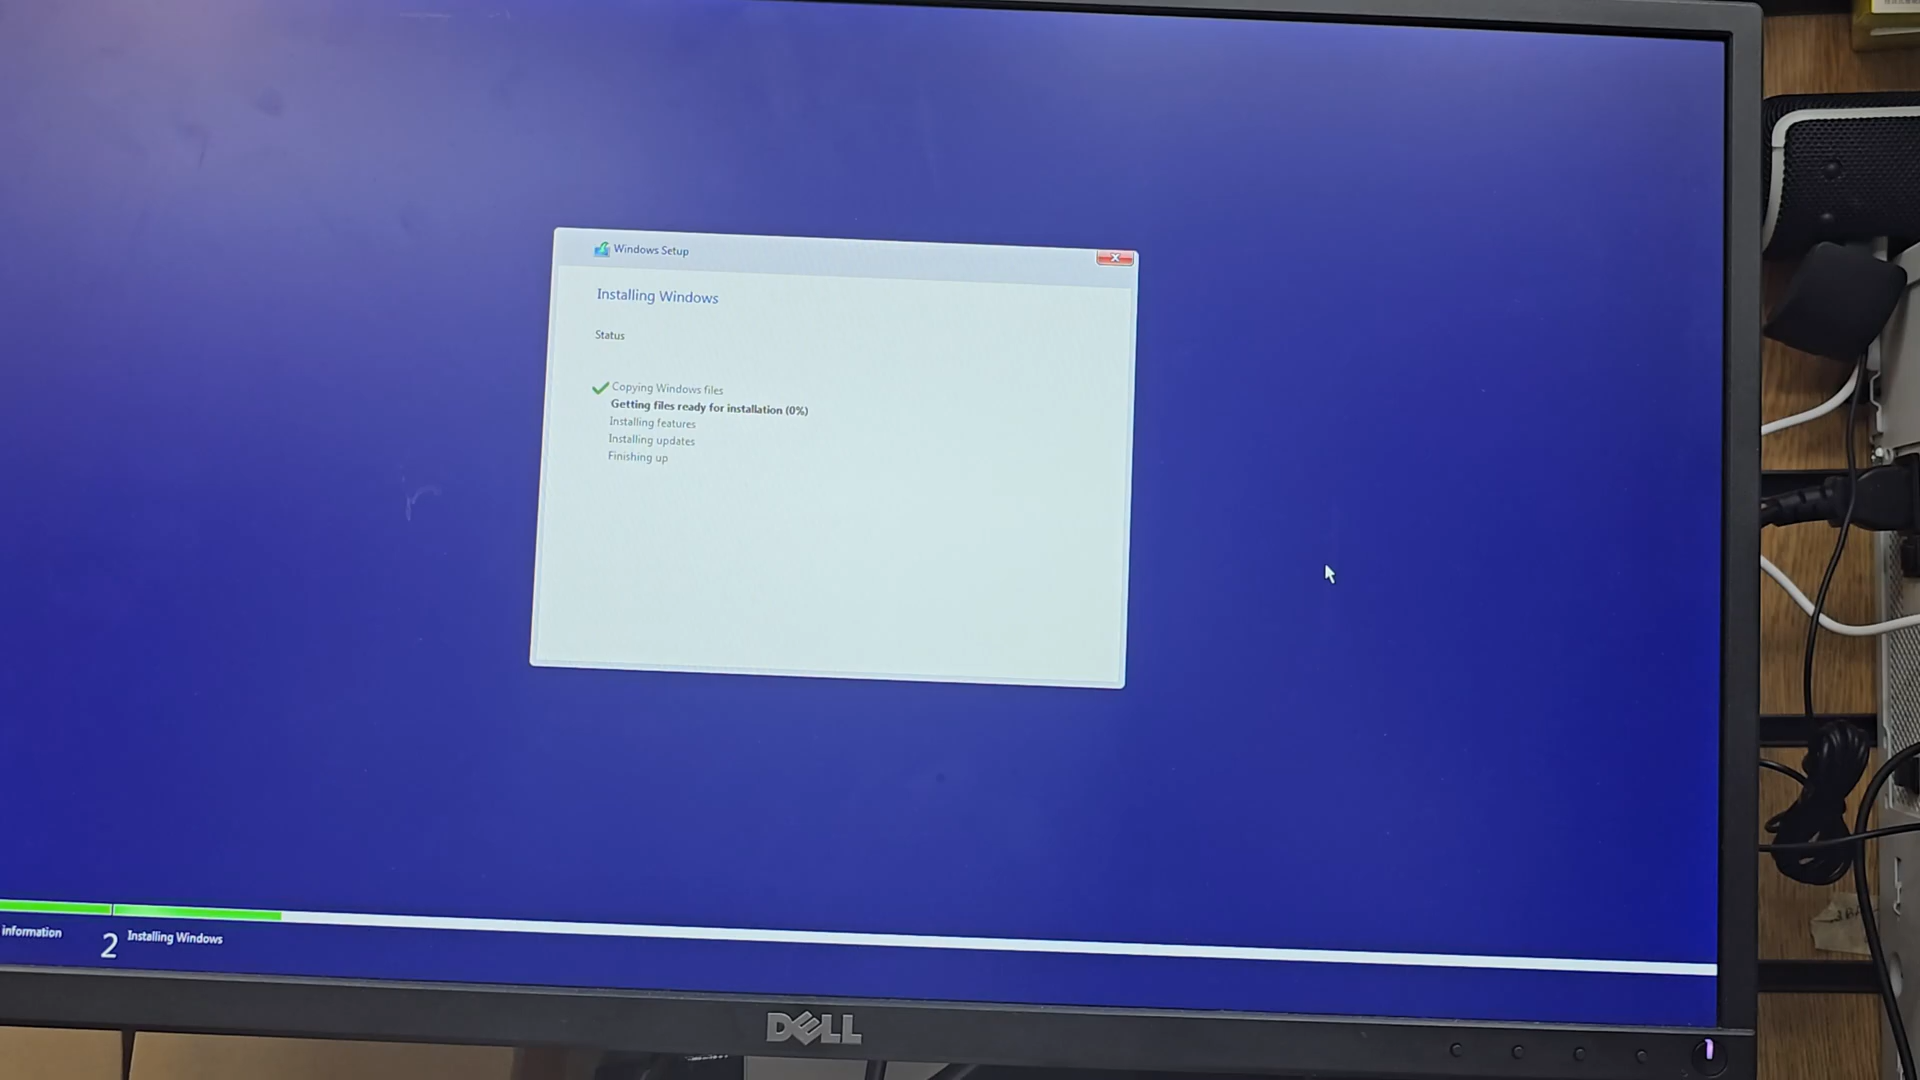 Windows Setup
Installing Windows
Status
Copying Windows files
Getting files ready for installation (0%)
Installing features
Installing updates
Finishing up
information
2 Installing Windows
DELL